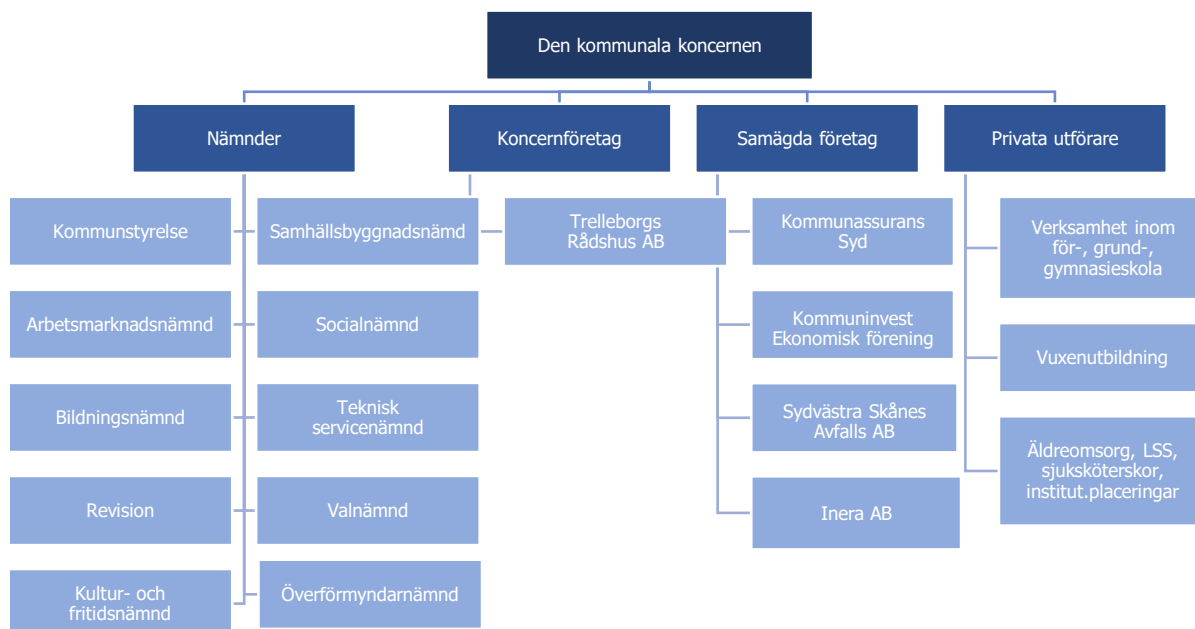 Den kommunala koncernen
Nämnder
Koncernföretag
Samägda företag
Privata utförare
Kommunstyrelse
Samhällsbyggnadsnämd
Trelleborgs
Rådshus AB
Kommunassurans
Syd
Verksamhet inom
för-, grund-,
gymnasieskola
Arbetsmarknadsnämnd
Socialnämnd
Kommuninvest
Ekonomisk förening
Vuxenutbildning
Bildningsnämnd
Teknisk
servicenämnd
Sydvästra Skånes
Avfalls AB
Äldreomsorg, LSS,
sjuksköterskor,
institut.placeringar
Revision
Valnämnd
Inera AB
Kultur- och
fritidsnämnd
Överförmyndarnämnd